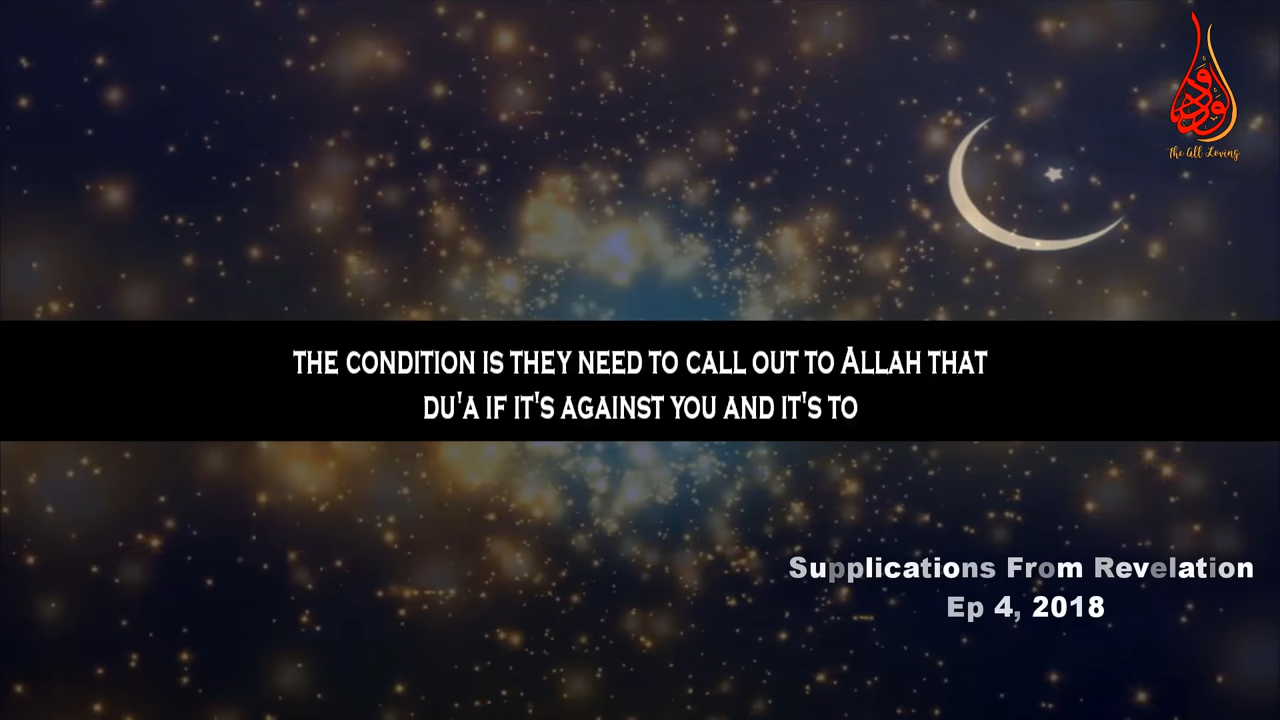 الودود
The All Loving
THE CONDITION IS THEY NEED TO CALL OUT TO ALLAH THAT
DU'A IF IT'S AGAINST YOU AND IT'S TO
Supplications From Revelation
Ep 4, 2018